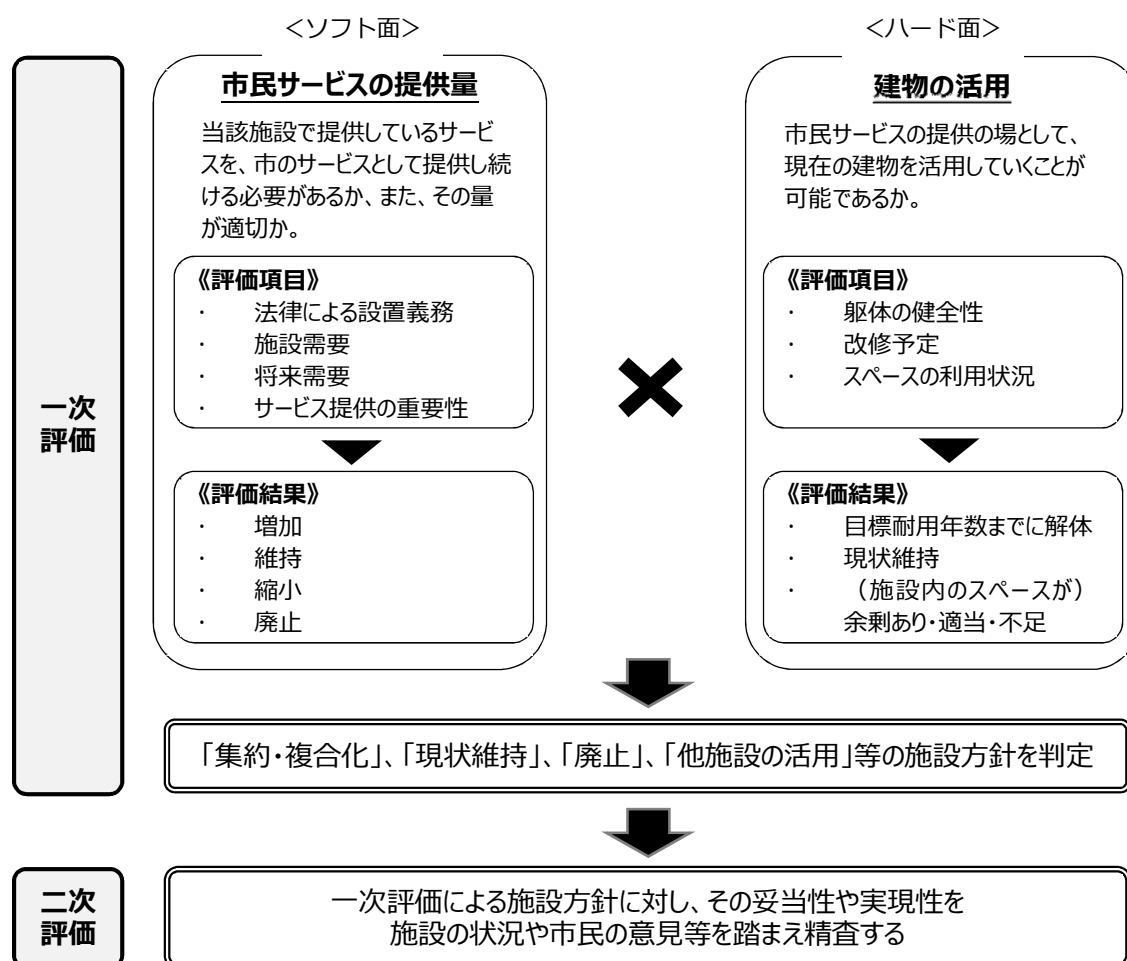 <ソフト面>
<ハード面>
一次
評価
市民サービスの提供量
当該施設で提供しているサービ
スを、市のサービスとして提供し続
ける必要があるか、また、その量
が適切か。
《評価項目》
・ 法律による設置義務
・ 施設需要
・ 将来需要
・ サービス提供の重要性
《評価結果》
・ 増加
・ 維持
・ 縮小
・ 廃止
建物の活用
市民サービスの提供の場として、
現在の建物を活用していくことが
可能であるか。
《評価項目》
・ 躯体の健全性
・ 改修予定
・ スペースの利用状況
《評価結果》
・ 目標耐用年数までに解体
・ 現状維持
・ （施設内のスペースが）
余剰あり・適当・不足
「集約・複合化」、「現状維持」、「廃止」、「他施設の活用」等の施設方針を判定
二次
評価
一次評価による施設方針に対し、その妥当性や実現性を
施設の状況や市民の意見等を踏まえ精査する